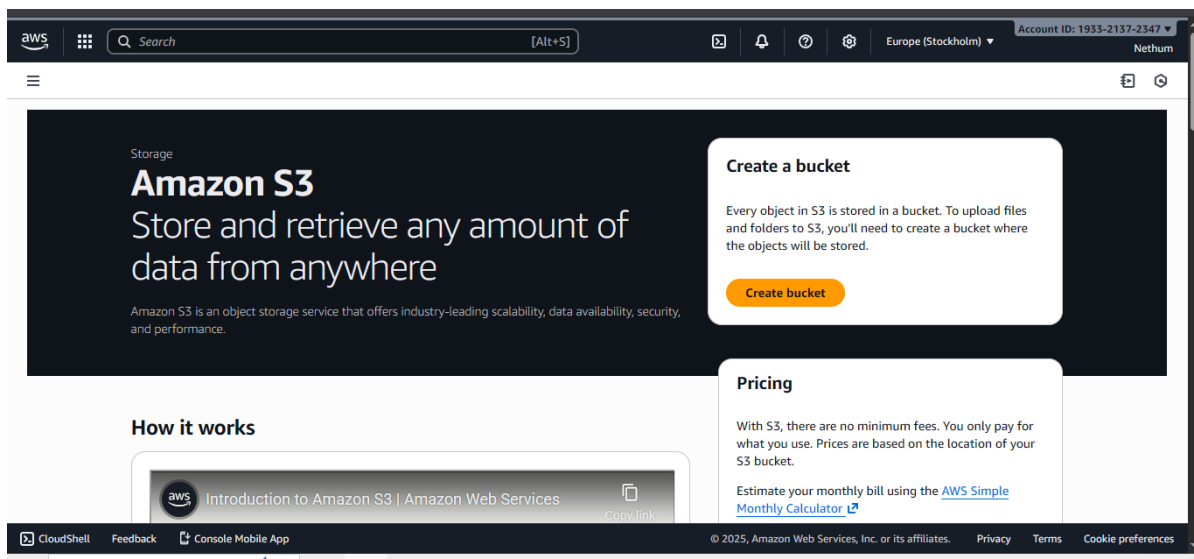 aws
Search [Alt+S]
Europe (Stockholm) ▼
Account ID: 1933-2137-2347 ▼
Nethum
Storage
Amazon S3
Store and retrieve any amount of
data from anywhere
Amazon S3 is an object storage service that offers industry-leading scalability, data availability, security,
and performance.
Create a bucket
Every object in S3 is stored in a bucket. To upload files
and folders to S3, you'll need to create a bucket where
the objects will be stored.
Create bucket
Pricing
With S3, there are no minimum fees. You only pay for
what you use. Prices are based on the location of your
S3 bucket.
Estimate your monthly bill using the AWS Simple
Monthly Calculator
How it works
aws
Introduction to Amazon S3 | Amazon Web Services
Copy link
CloudShell Feedback Console Mobile App
© 2025, Amazon Web Services, Inc. or its affiliates. Privacy Terms Cookie preferences